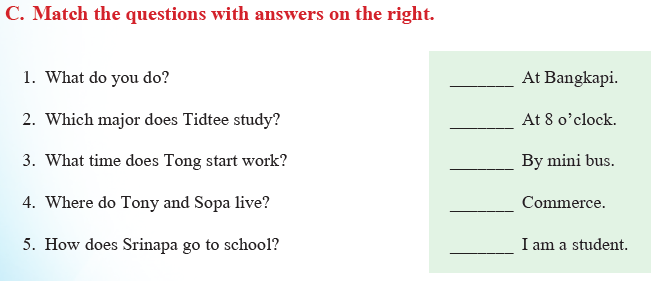 C. Match the questions with answers on the right.
1. What do you do? _______ At Bangkapi.
2. Which major does Tidtee study? _______ At 8 o’clock.
3. What time does Tong start work? _______ By mini bus.
4. Where do Tony and Sopa live? _______ Commerce.
5. How does Srinapa go to school? _______ I am a student.